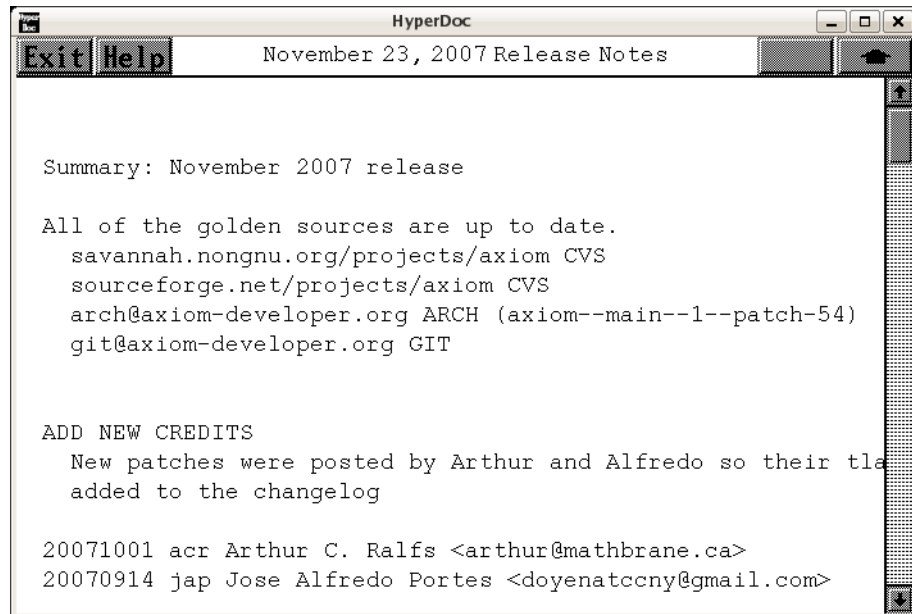 Hyper Doc
HyperDoc
Exit Help November 23, 2007 Release Notes
Summary: November 2007 release
All of the golden sources are up to date.
savannah.nongnu.org/projects/axiom CVS
sourceforge.net/projects/axiom CVS
arch@axiom-developer.org ARCH (axiom--main--1--patch-54)
git@axiom-developer.org GIT
ADD NEW CREDITS
New patches were posted by Arthur and Alfredo so their tla
added to the changelog
20071001 acr Arthur C. Ralfs <arthur@mathbrane.ca>
20070914 jap Jose Alfredo Portes <doyenatccny@gmail.com>